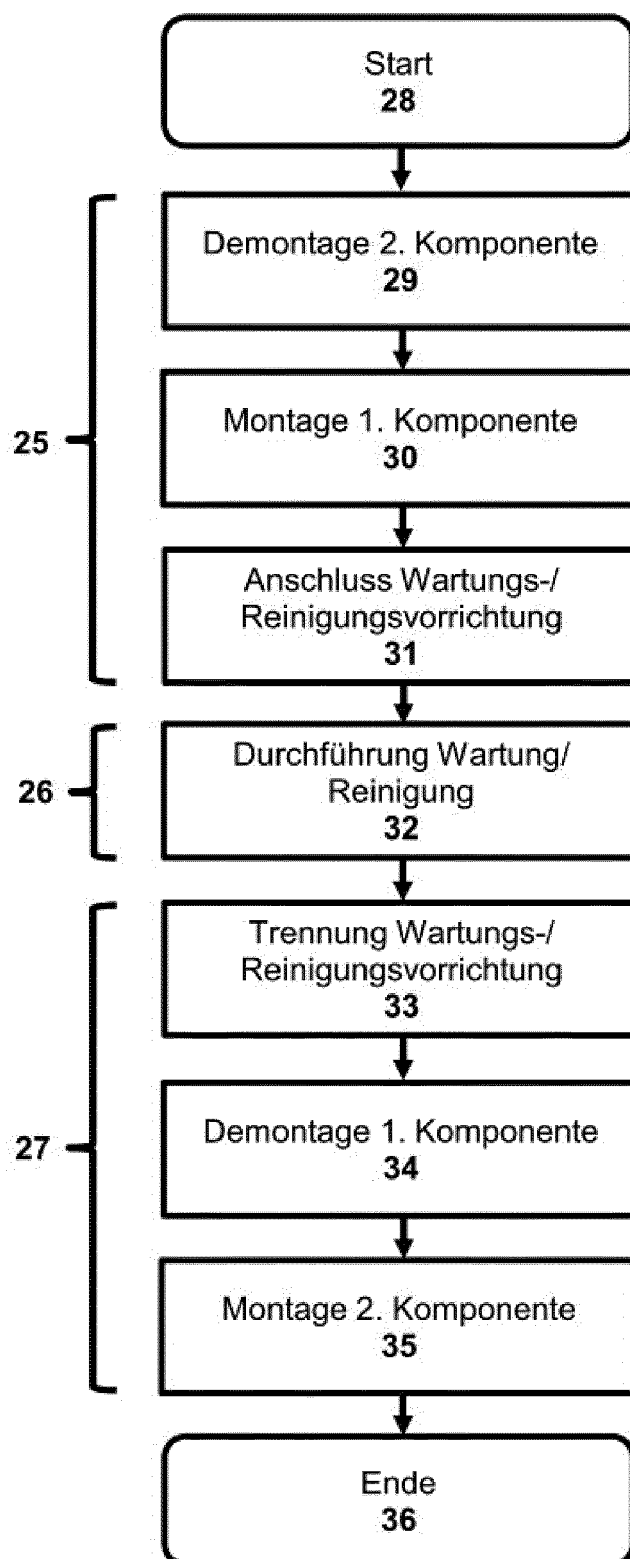 Start
28
Demontage 2. Komponente
29
25
Montage 1. Komponente
30
Anschluss Wartungs-/
Reinigungsvorrichtung
31
26
Durchführung Wartung/
Reinigung
32
Trennung Wartungs-/
Reinigungsvorrichtung
33
27
Demontage 1. Komponente
34
Montage 2. Komponente
35
Ende
36